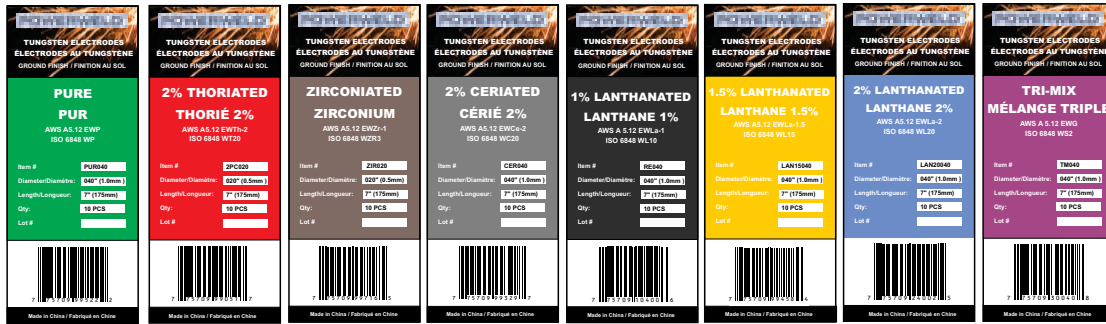 TUNGSTEN ELECTRODES
ÉLECTRODES AU TUNGSTÈNE
GROUND FINISH / FINITION AU SOL
PURE
PUR
AWS A5.12 EWP
ISO 6848 WP
Item # PUR040
Diameter/Diamètre: 040" (1.0mm )
Length/Longueur: 7" (175mm)
Qty: 10 PCS
Lot #
Made in China / Fabriqué en Chine
TUNGSTEN ELECTRODES
ÉLECTRODES AU TUNGSTÈNE
GROUND FINISH / FINITION AU SOL
2% THORIATED
THORIÉ 2%
AWS A5.12 EWTh-2
ISO 6848 WT20
Item # 2PC020
Diameter/Diamètre: 020" (0.5mm)
Length/Longueur: 7" (175mm)
Qty: 10 PCS
Lot #
Made in China / Fabriqué en Chine
TUNGSTEN ELECTRODES
ÉLECTRODES AU TUNGSTÈNE
GROUND FINISH / FINITION AU SOL
ZIRCONIATED
ZIRCONIUM
AWS A5.12 EWZr-1
ISO 6848 WZR3
Item # ZIR020
Diameter/Diamètre: 020" (0.5mm)
Length/Longueur: 7" (175mm)
Qty: 10 PCS
Lot #
Made in China / Fabriqué en Chine
TUNGSTEN ELECTRODES
ÉLECTRODES AU TUNGSTÈNE
GROUND FINISH / FINITION AU SOL
2% CERIATED
CÉRIÉ 2%
AWS A5.12 EWCe-2
ISO 6848 WC20
Item # CER040
Diameter/Diamètre: 040" (1.0mm )
Length/Longueur: 7" (175mm)
Qty: 10 PCS
Lot #
Made in China / Fabriqué en Chine
TUNGSTEN ELECTRODES
ÉLECTRODES AU TUNGSTÈNE
GROUND FINISH / FINITION AU SOL
1% LANTHANATED
LANTHANE 1%
AWS A 5.12 EWLa-1
ISO 6848 WL10
Item # RE040
Diameter/Diamètre: 040" (1.0mm )
Length/Longueur: 7" (175mm)
Qty: 10 PCS
Lot #
Made in China / Fabriqué en Chine
TUNGSTEN ELECTRODES
ÉLECTRODES AU TUNGSTÈNE
GROUND FINISH / FINITION AU SOL
1.5% LANTHANATED
LANTHANE 1.5%
AWS A5.12 EWLa-1.5
ISO 6848 WL15
Item # LAN15040
Diameter/Diamètre: 040" (1.0mm )
Length/Longueur: 7" (175mm)
Qty: 10 PCS
Lot #
Made in China / Fabriqué en Chine
TUNGSTEN ELECTRODES
ÉLECTRODES AU TUNGSTÈNE
GROUND FINISH / FINITION AU SOL
2% LANTHANATED
LANTHANE 2%
AWS A5.12 EWLa-2
ISO 6848 WL20
Item # LAN20040
Diameter/Diamètre: 040" (1.0mm )
Length/Longueur: 7" (175mm)
Qty: 10 PCS
Lot #
Made in China / Fabriqué en Chine
TUNGSTEN ELECTRODES
ÉLECTRODES AU TUNGSTÈNE
GROUND FINISH / FINITION AU SOL
TRI-MIX
MÉLANGE TRIPLE
AWS A 5.12 EWG
ISO 6848 WS2
Item # TM040
Diameter/Diamètre: 040" (1.0mm )
Length/Longueur: 7" (175mm)
Qty: 10 PCS
Lot #
Made in China / Fabriqué en Chine